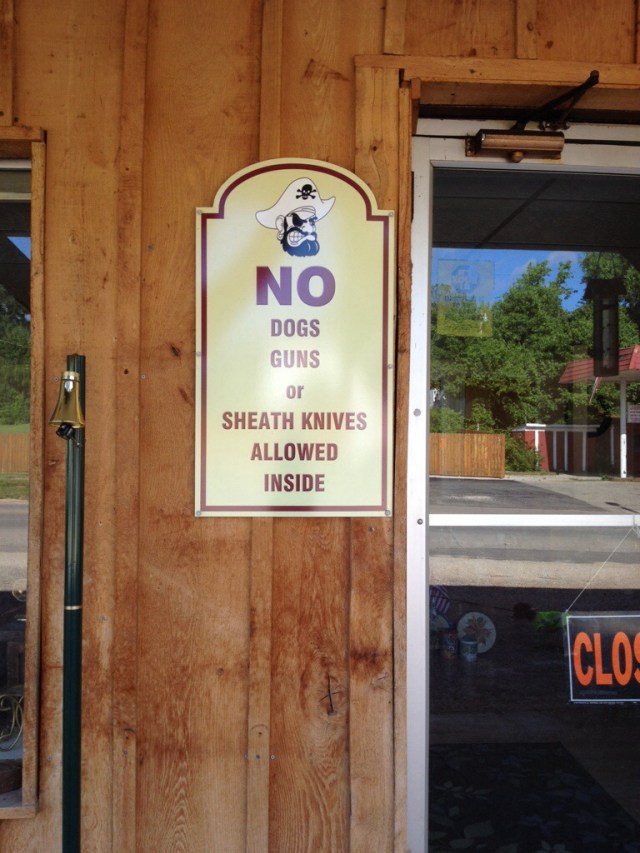 NO
DOGS
GUNS
or
SHEATH KNIVES
ALLOWED
INSIDE
CLOS